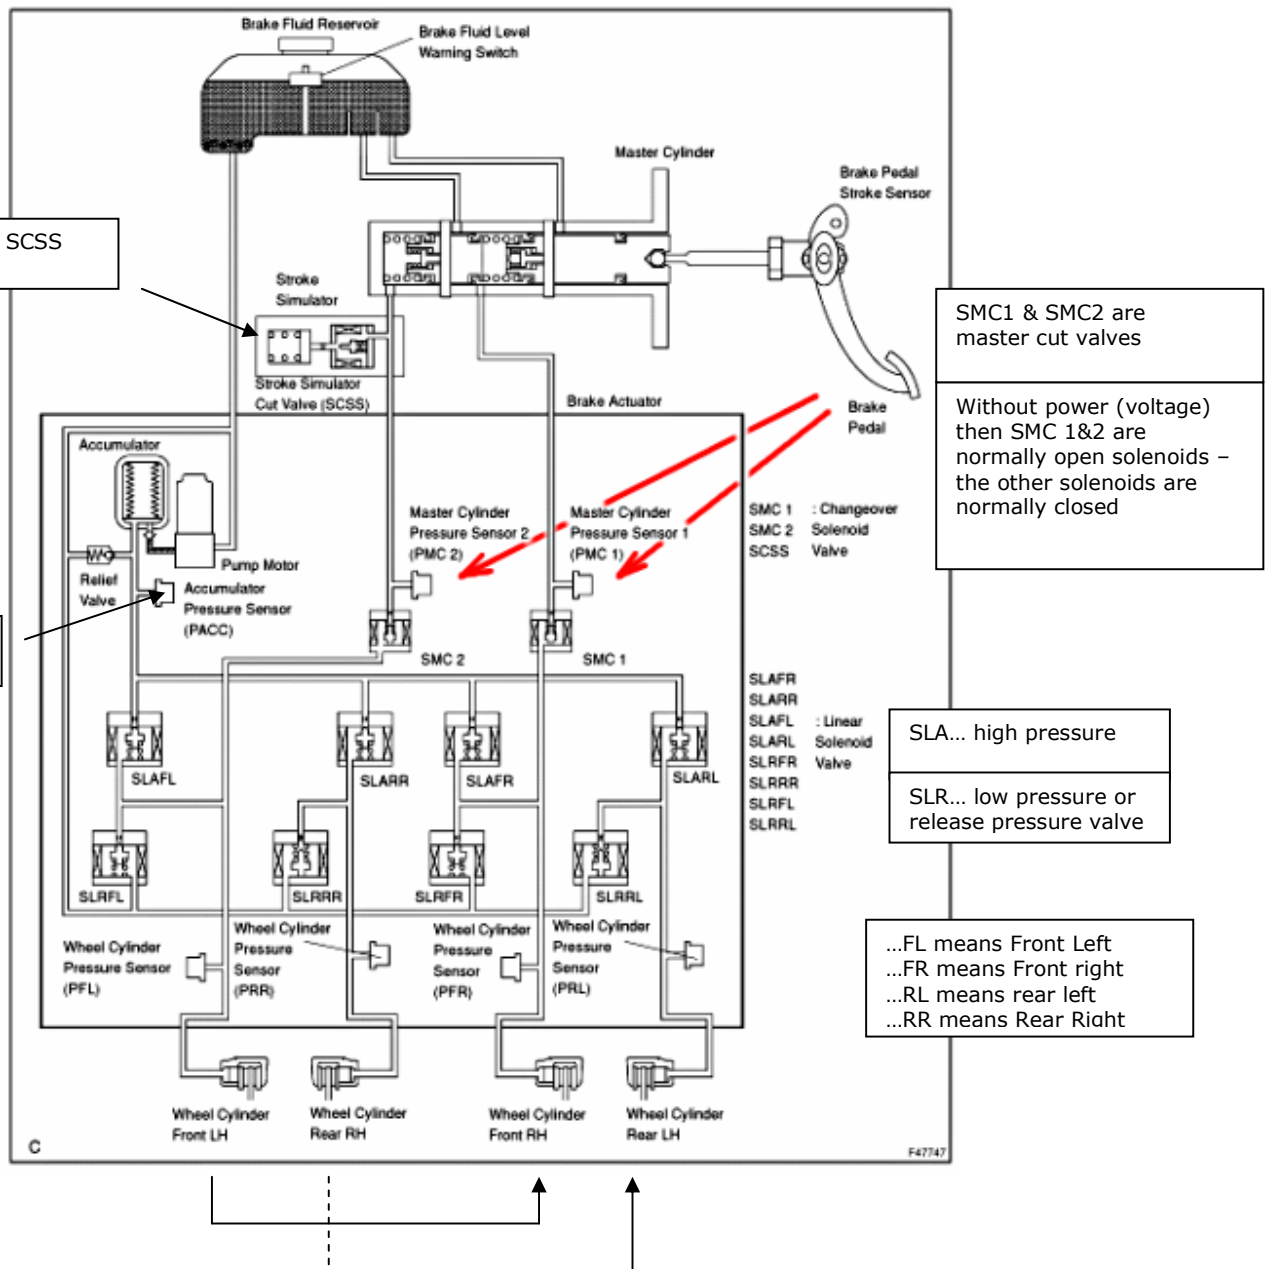 Brake Fluid Reservoir
Brake Fluid Level
Warning Switch
Master Cylinder
Brake Pedal
Stroke Sensor
SCSS
Stroke
Simulator
SMC1 & SMC2 are
master cut valves
Stroke Simulator
Cut Valve (SCSS)
Brake Actuator
Brake
Pedal
Without power (voltage)
then SMC 1&2 are
normally open solenoids –
the other solenoids are
normally closed
Accumulator
Master Cylinder
Pressure Sensor 2
(PMC 2)
Master Cylinder
Pressure Sensor 1
(PMC 1)
SMC 1 : Changeover
SMC 2 Solenoid
SCSS Valve
Pump Motor
Relief
Valve
Accumulator
Pressure Sensor
(PACC)
SMC 2
SMC 1
SLAFR
SLARR
SLAFL : Linear
SLARL Solenoid
SLRFR Valve
SLRRR
SLRFL
SLRRL
SLA... high pressure
SLR... low pressure or
release pressure valve
SLAFL
SLARR
SLAFR
SLARL
SLRFL
SLRRR
SLRFR
SLRRL
Wheel Cylinder
Pressure Sensor
(PFL)
Wheel Cylinder
Pressure
Sensor
(PRR)
Wheel Cylinder
Pressure
Sensor
(PFR)
Wheel Cylinder
Pressure
Sensor
(PRL)
...FL means Front Left
...FR means Front right
...RL means rear left
...RR means Rear Right
Wheel Cylinder
Front LH
Wheel Cylinder
Rear RH
Wheel Cylinder
Front RH
Wheel Cylinder
Rear LH
C
F47747